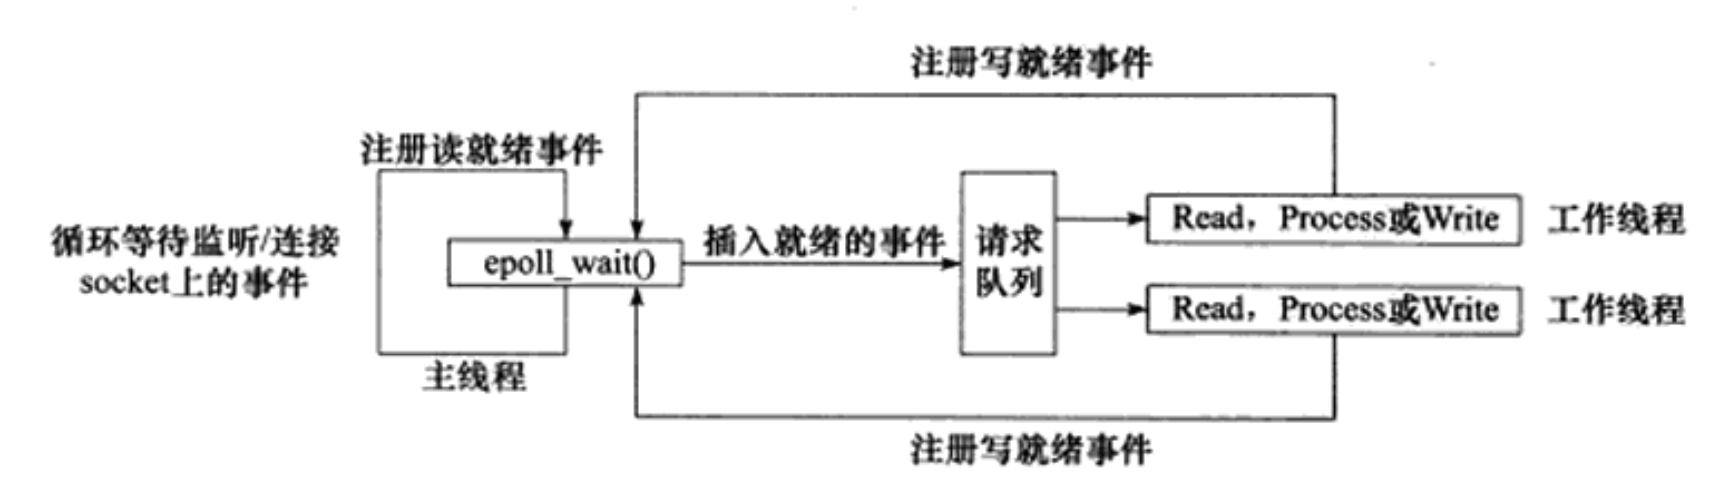 注册写就绪事件
注册读就绪事件
循环等待监听/连接
socket上的事件
epoll_wait()
插入就绪的事件
请求
队列
Read，Process或Write
工作线程
Read，Process或Write
工作线程
主线程
注册写就绪事件